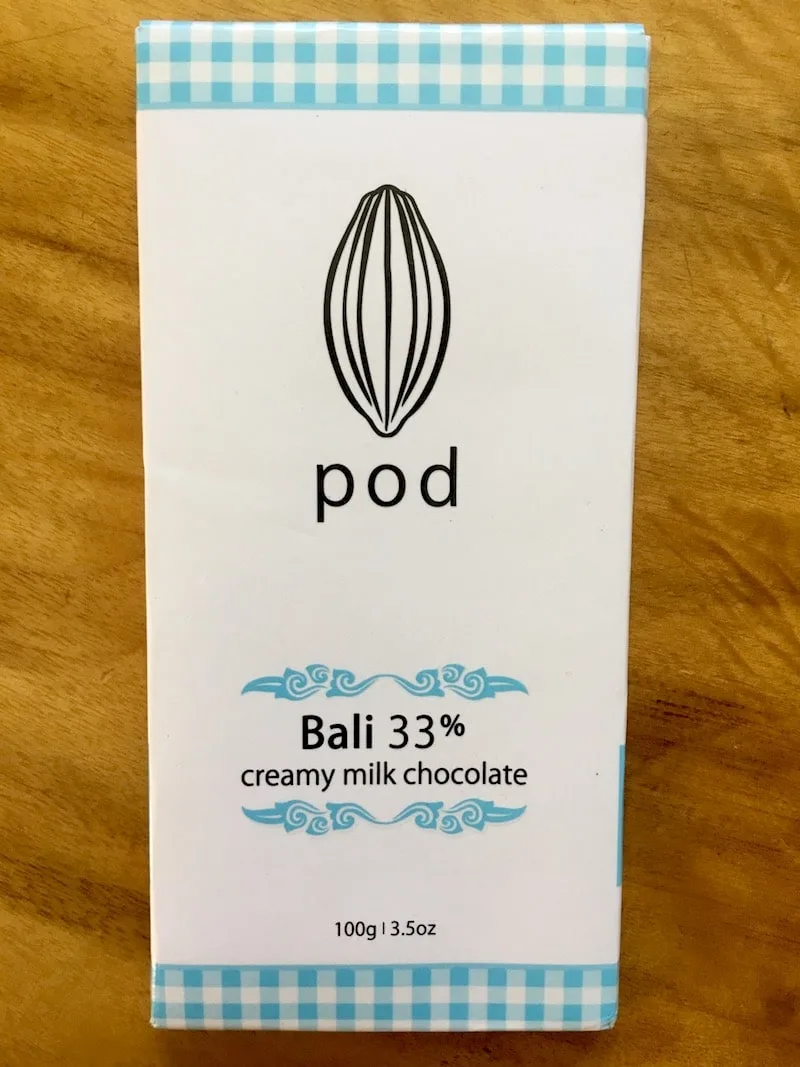 pod
Bali 33%
creamy milk chocolate
100g | 3.5oz